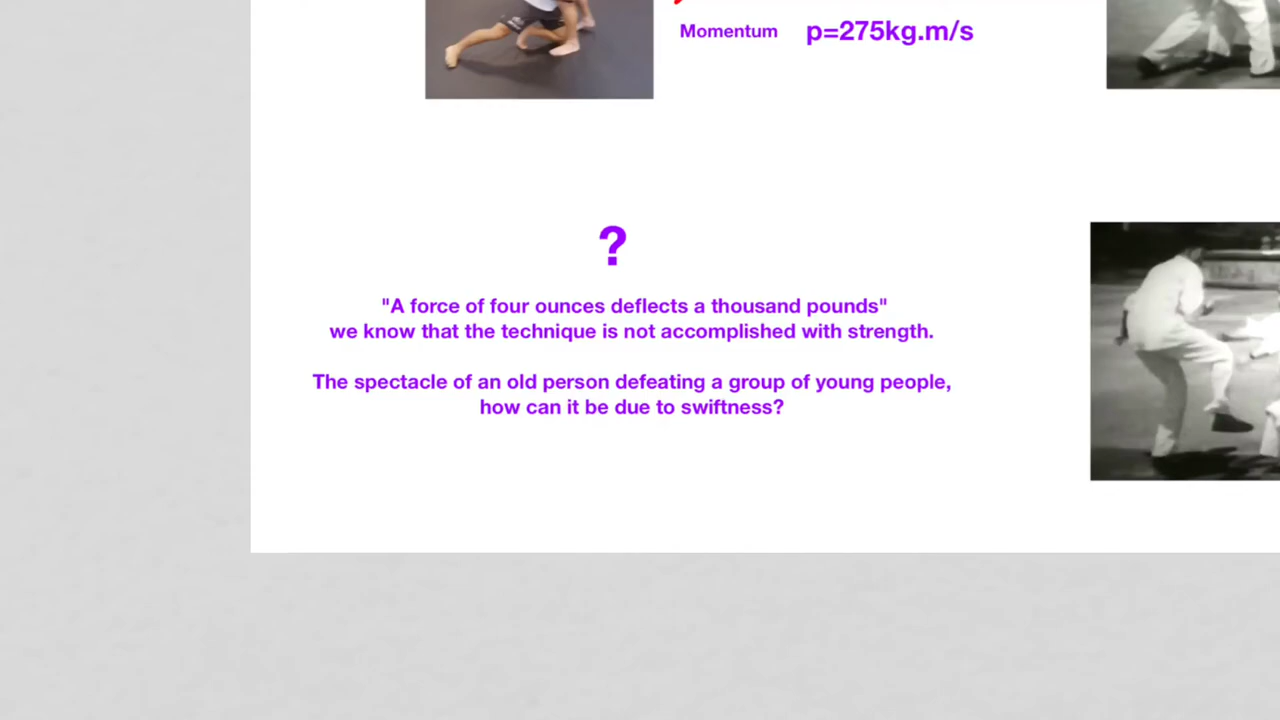 Momentum p=275kg.m/s
?
"A force of four ounces deflects a thousand pounds"
we know that the technique is not accomplished with strength.
The spectacle of an old person defeating a group of young people,
how can it be due to swiftness?